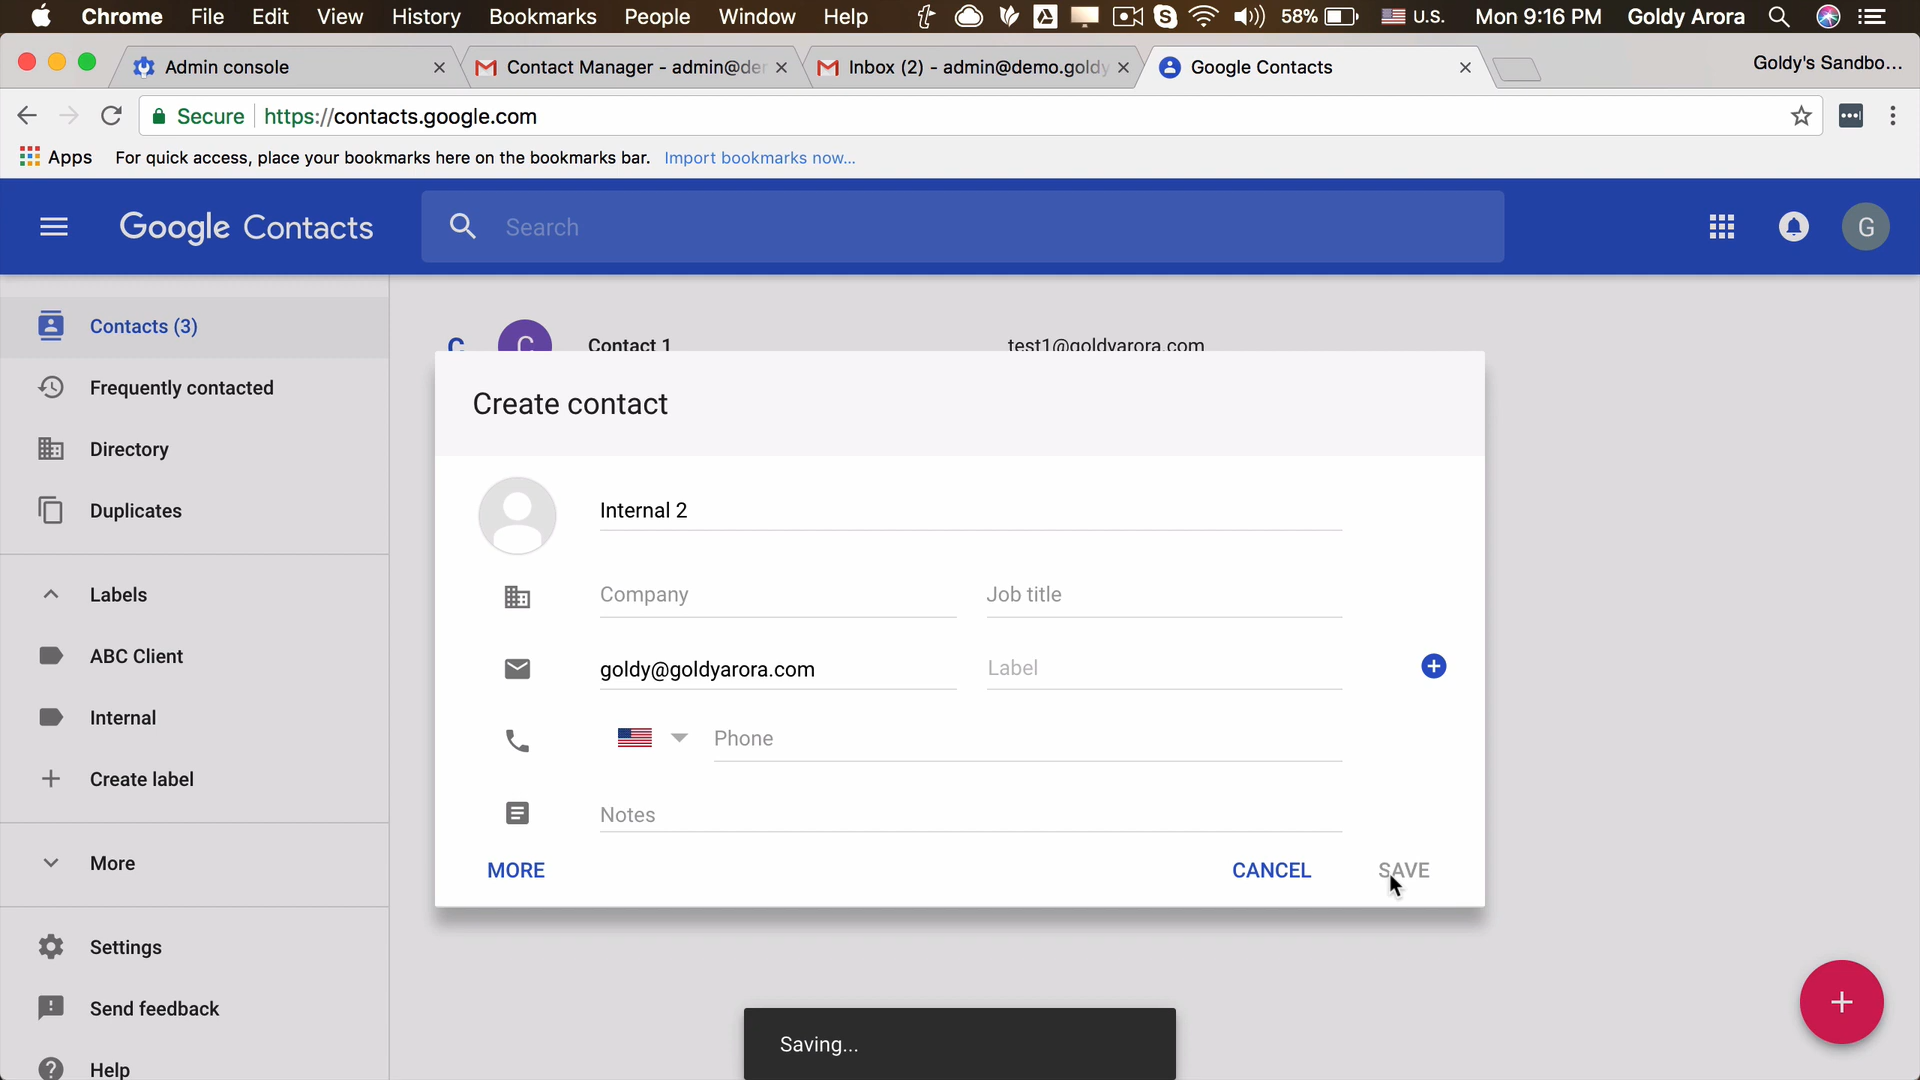 Chrome File Edit View History Bookmarks People Window Help 58% U.S. Mon 9:16 PM Goldy Arora
Admin console
Contact Manager - admin@der
Inbox (2) - admin@demo.goldy
Google Contacts
Goldy's Sandbo...
Secure https://contacts.google.com
Apps For quick access, place your bookmarks here on the bookmarks bar. Import bookmarks now...
Google Contacts
Search
G
Contacts (3)
Frequently contacted
Directory
Duplicates
Labels
ABC Client
Internal
Create label
More
Settings
Send feedback
Help
C C Contact 1 test1@goldyarora.com
Create contact
Internal 2
Company Job title
goldy@goldyarora.com Label
Phone
Notes
MORE CANCEL SAVE
Saving...